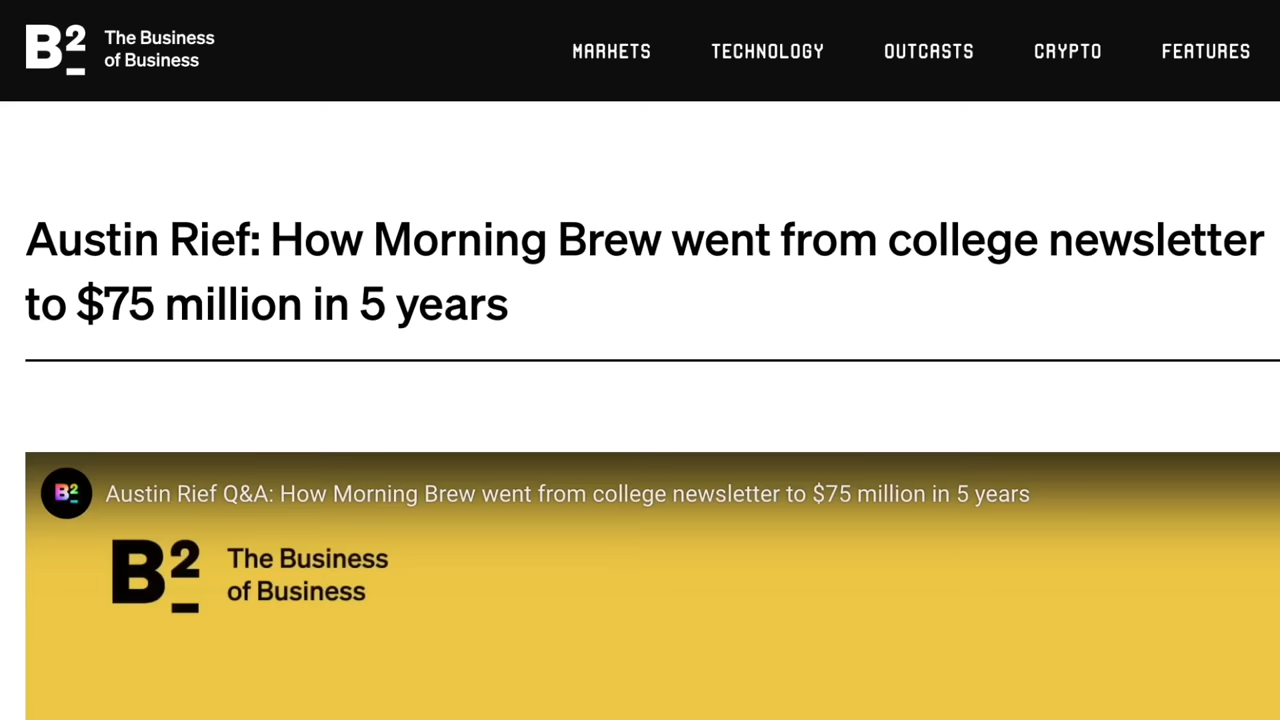 B2
The Business
of Business
MARKETS
TECHNOLOGY
OUTCASTS
CRYPTO
FEATURES
Austin Rief: How Morning Brew went from college newsletter
to $75 million in 5 years
B2
Austin Rief Q&A: How Morning Brew went from college newsletter to $75 million in 5 years
B2
The Business
of Business